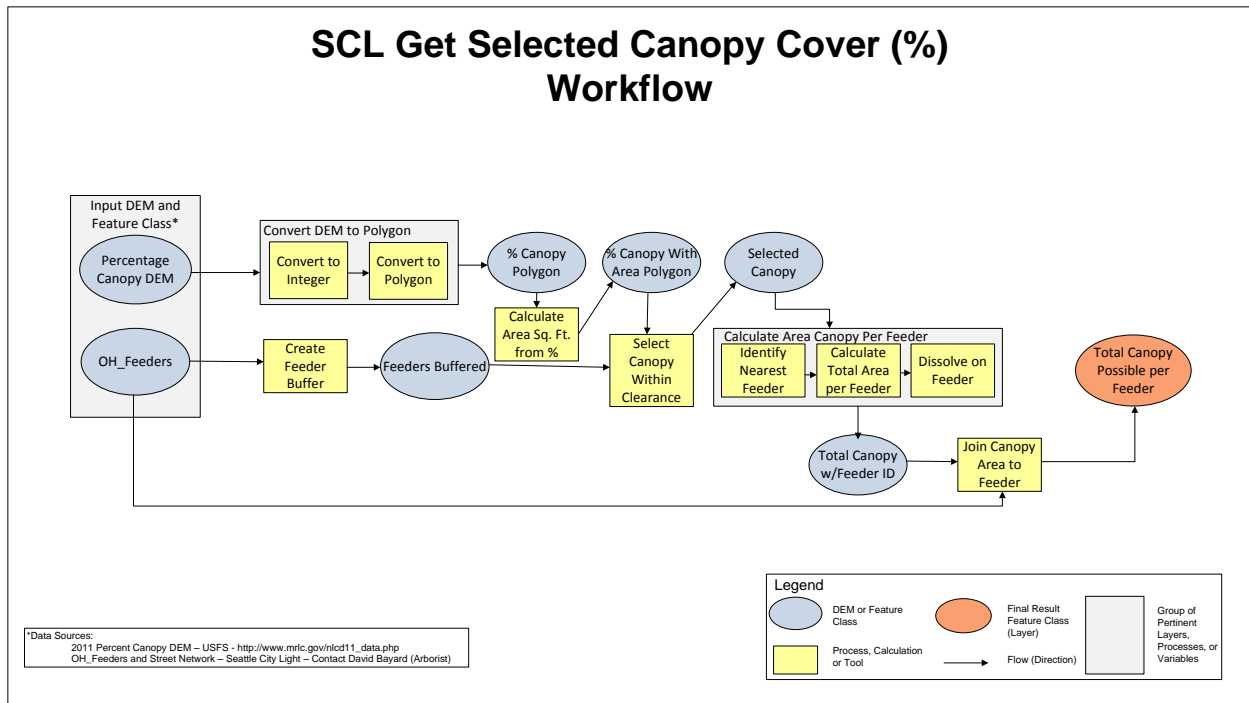 SCL Get Selected Canopy Cover (%)
Workflow
Input DEM and
Feature Class*
Percentage
Canopy DEM
OH_Feeders
Convert DEM to Polygon
Convert to
Integer
Convert to
Polygon
% Canopy
Polygon
% Canopy With
Area Polygon
Selected
Canopy
Calculate
Area Sq. Ft.
from %
Create
Feeder
Buffer
Feeders Buffered
Select
Canopy
Within
Clearance
Calculate Area Canopy Per Feeder
Identify
Nearest
Feeder
Calculate
Total Area
per Feeder
Dissolve on
Feeder
Total Canopy
Possible per
Feeder
Total Canopy
w/Feeder ID
Join Canopy
Area to
Feeder
Legend
DEM or Feature
Class
Final Result
Feature Class
(Layer)
Group of
Pertinent
Layers,
Processes, or
Variables
Process, Calculation
or Tool
Flow (Direction)
*Data Sources:
2011 Percent Canopy DEM – USFS - http://www.mrlc.gov/nlcd11_data.php
OH_Feeders and Street Network – Seattle City Light – Contact David Bayard (Arborist)